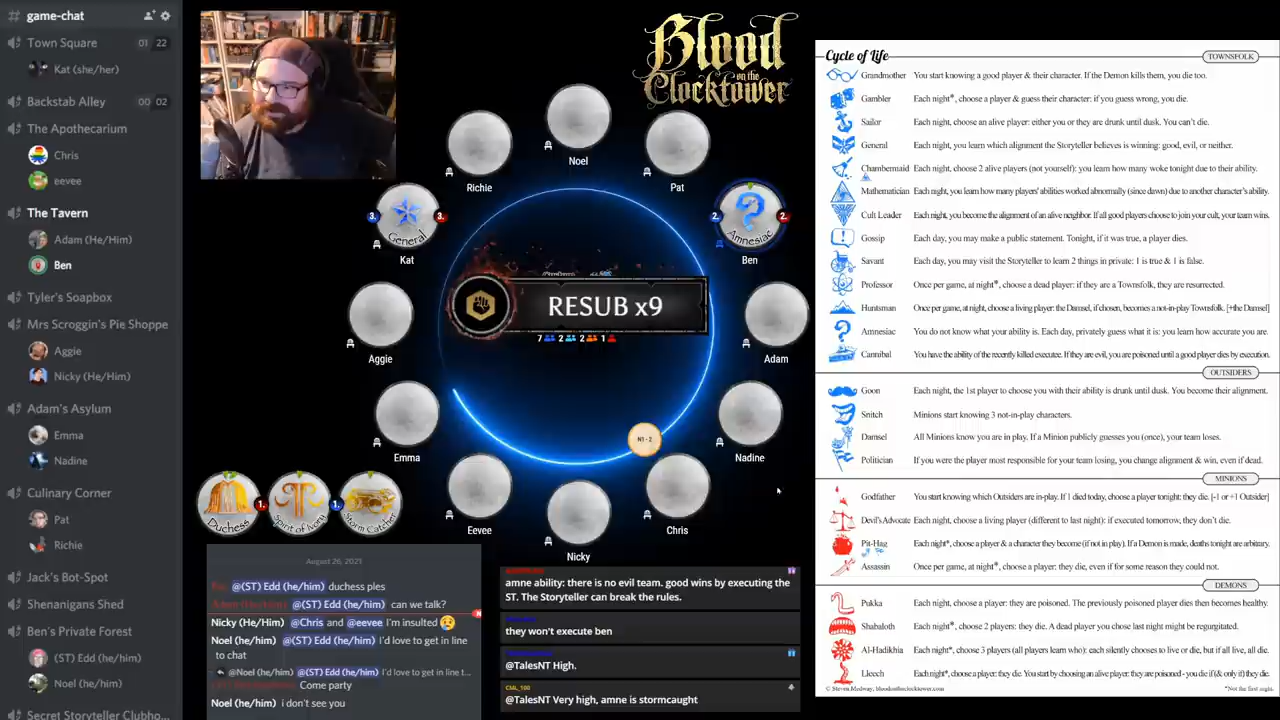 # game-chat
Town Square
01 22
Kat (she/her)
Backstab Alley
00 02
The Apothecarium
Chris
eevee
The Tavern
Adam (He/Him)
Ben
Tyler's Soapbox
Mrs Scroggin's Pie Shoppe
Aggie
Nicky (He/Him)
Adam's Asylum
Emma
Nadine
Culinary Corner
Pat
Richie
Jack's Bot-Spot
Shenanigans Shed
Ben's Private Forest
(ST) Edd (he/him)
Noel (he/him)
Secret Storyteller Clubho...
Blood
on the
Clocktower
Noel
Richie
Pat
3. General 3.
Kat
2. Amnesiac 2.
Ben
Aggie
Adam
Emma
Nadine
Eevee
Chris
Nicky
RESUB x9
7 2 2 1
N1-2
Duchess 1.
Spirit of Ivory 1.
Storm Catcher
August 26, 2021
@(ST) Edd (he/him) duchess ples
@(ST) Edd (he/him) can we talk?
Nicky (He/Him) @Chris and @eevee I'm insulted
Noel (he/him) @(ST) Edd (he/him) I'd love to get in line
to chat
@Noel (he/him) @(ST) Edd (he/him) I'd love to get in line t...
Come party
Noel (he/him) i don't see you
amne ability: there is no evil team. good wins by executing the
ST. The Storyteller can break the rules.
they won't execute ben
@TalesNT High.
CML_100
@TalesNT Very high, amne is stormcaught
Cycle of Life
TOWNSFOLK
Grandmother You start knowing a good player & their character. If the Demon kills them, you die too.
Gambler Each night*, choose a player & guess their character: if you guess wrong, you die.
Sailor Each night, choose an alive player: either you or they are drunk until dusk. You can't die.
General Each night, you learn which alignment the Storyteller believes is winning: good, evil, or neither.
Chambermaid Each night, choose 2 alive players (not yourself): you learn how many woke tonight due to their ability.
Mathematician Each night, you learn how many players' abilities worked abnormally (since dawn) due to another character's ability.
Cult Leader Each night, you become the alignment of an alive neighbor. If all good players choose to join your cult, your team wins.
Gossip Each day, you may make a public statement. Tonight, if it was true, a player dies.
Savant Each day, you may visit the Storyteller to learn 2 things in private: 1 is true & 1 is false.
Professor Once per game, at night*, choose a dead player: if they are a Townsfolk, they are resurrected.
Huntsman Once per game, at night, choose a living player: the Damsel, if chosen, becomes a not-in-play Townsfolk. [+the Damsel]
Amnesiac You do not know what your ability is. Each day, privately guess what it is: you learn how accurate you are.
Cannibal You have the ability of the recently killed executee. If they are evil, you are poisoned until a good player dies by execution.
OUTSIDERS
Goon Each night, the 1st player to choose you with their ability is drunk until dusk. You become their alignment.
Snitch Minions start knowing 3 not-in-play characters.
Damsel All Minions know you are in play. If a Minion publicly guesses you (once), your team loses.
Politician If you were the player most responsible for your team losing, you change alignment & win, even if dead.
MINIONS
Godfather You start knowing which Outsiders are in-play. If 1 died today, choose a player tonight: they die. [-1 or +1 Outsider]
Devil's Advocate Each night, choose a living player (different to last night): if executed tomorrow, they don't die.
Pit-Hag Each night*, choose a player & a character they become (if not in play). If a Demon is made, deaths tonight are arbitrary.
Assassin Once per game, at night*, choose a player: they die, even if for some reason they could not.
DEMONS
Pukka Each night, choose a player: they are poisoned. The previously poisoned player dies then becomes healthy.
Shabaloth Each night*, choose 2 players: they die. A dead player you chose last night might be regurgitated.
Al-Hadikhia Each night*, choose 3 players (all players learn who): each silently chooses to live or die, but if all live, all die.
Lleech Each night*, choose a player: they die. You start by choosing an alive player: they are poisoned - you die if (& only if) they die.
© Steven Medway, bloodontheclocktower.com
*Not the first night.